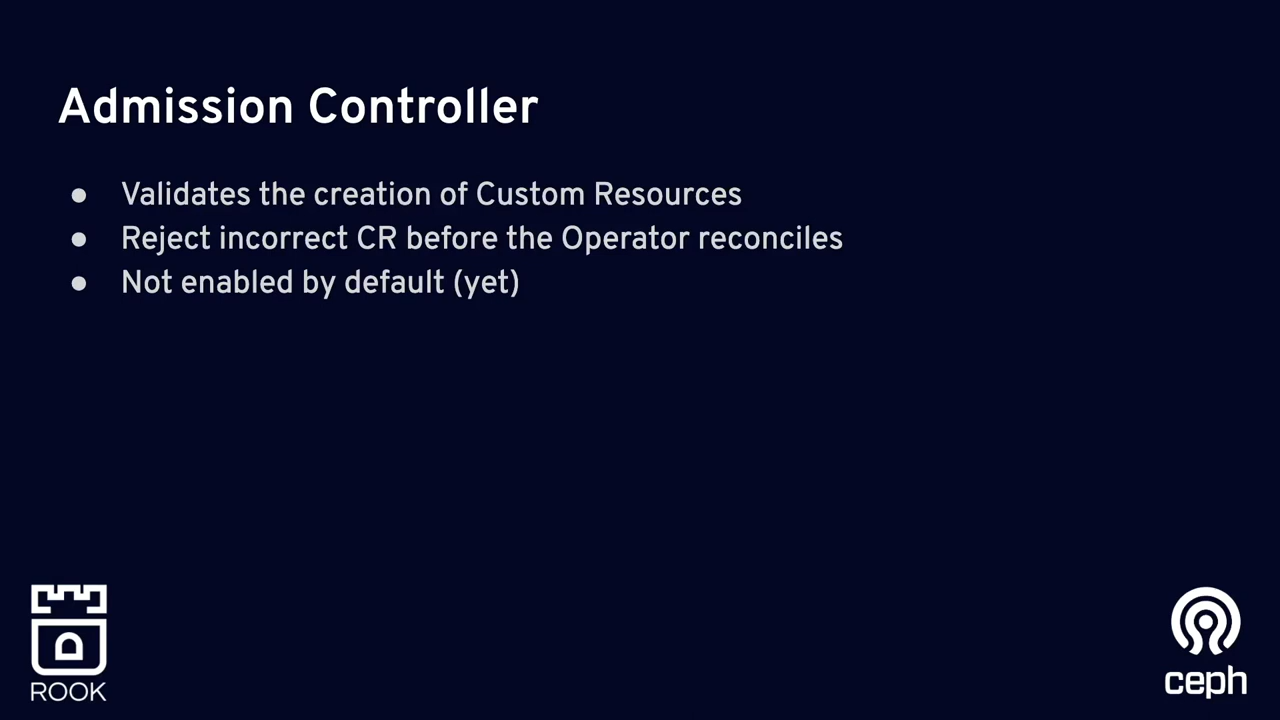 Admission Controller
● Validates the creation of Custom Resources
● Reject incorrect CR before the Operator reconciles
● Not enabled by default (yet)
ROOK
ceph